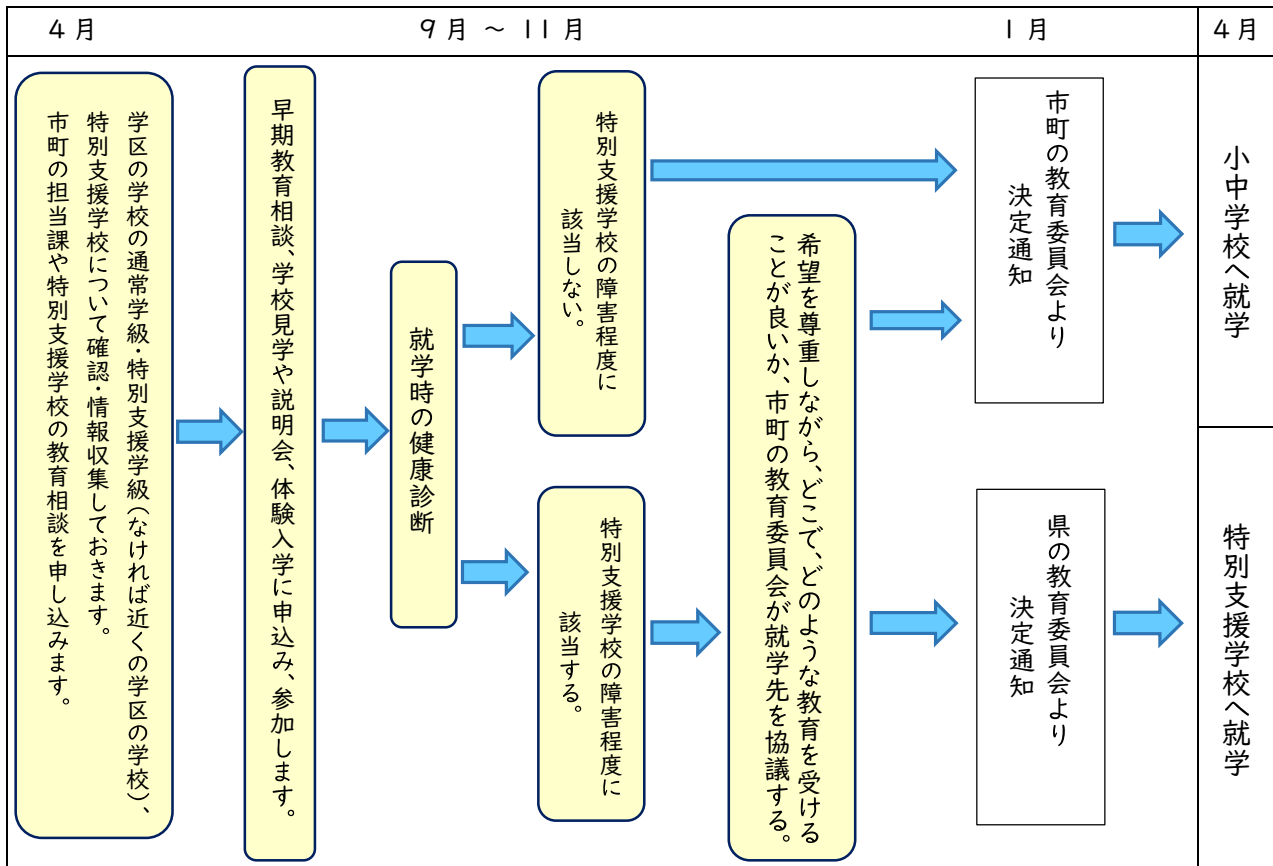 4月
9月 ~ 11月
1月
4月
学区の学校の通常学級・特別支援学級(なければ近くの学区の学校)、
特別支援学校について確認・情報収集しておきます。
市町の担当課や特別支援学校の教育相談を申し込みます。
早期教育相談、学校見学や説明会、体験入学に申込み、参加します。
就学時の健康診断
特別支援学校の障害程度に
該当しない。
特別支援学校の障害程度に
該当する。
希望を尊重しながら、どこで、どのような教育を受ける
ことが良いか、市町の教育委員会が就学先を協議する。
市町の教育委員会より
決定通知
県の教育委員会より
決定通知
小中学校へ就学
特別支援学校へ就学